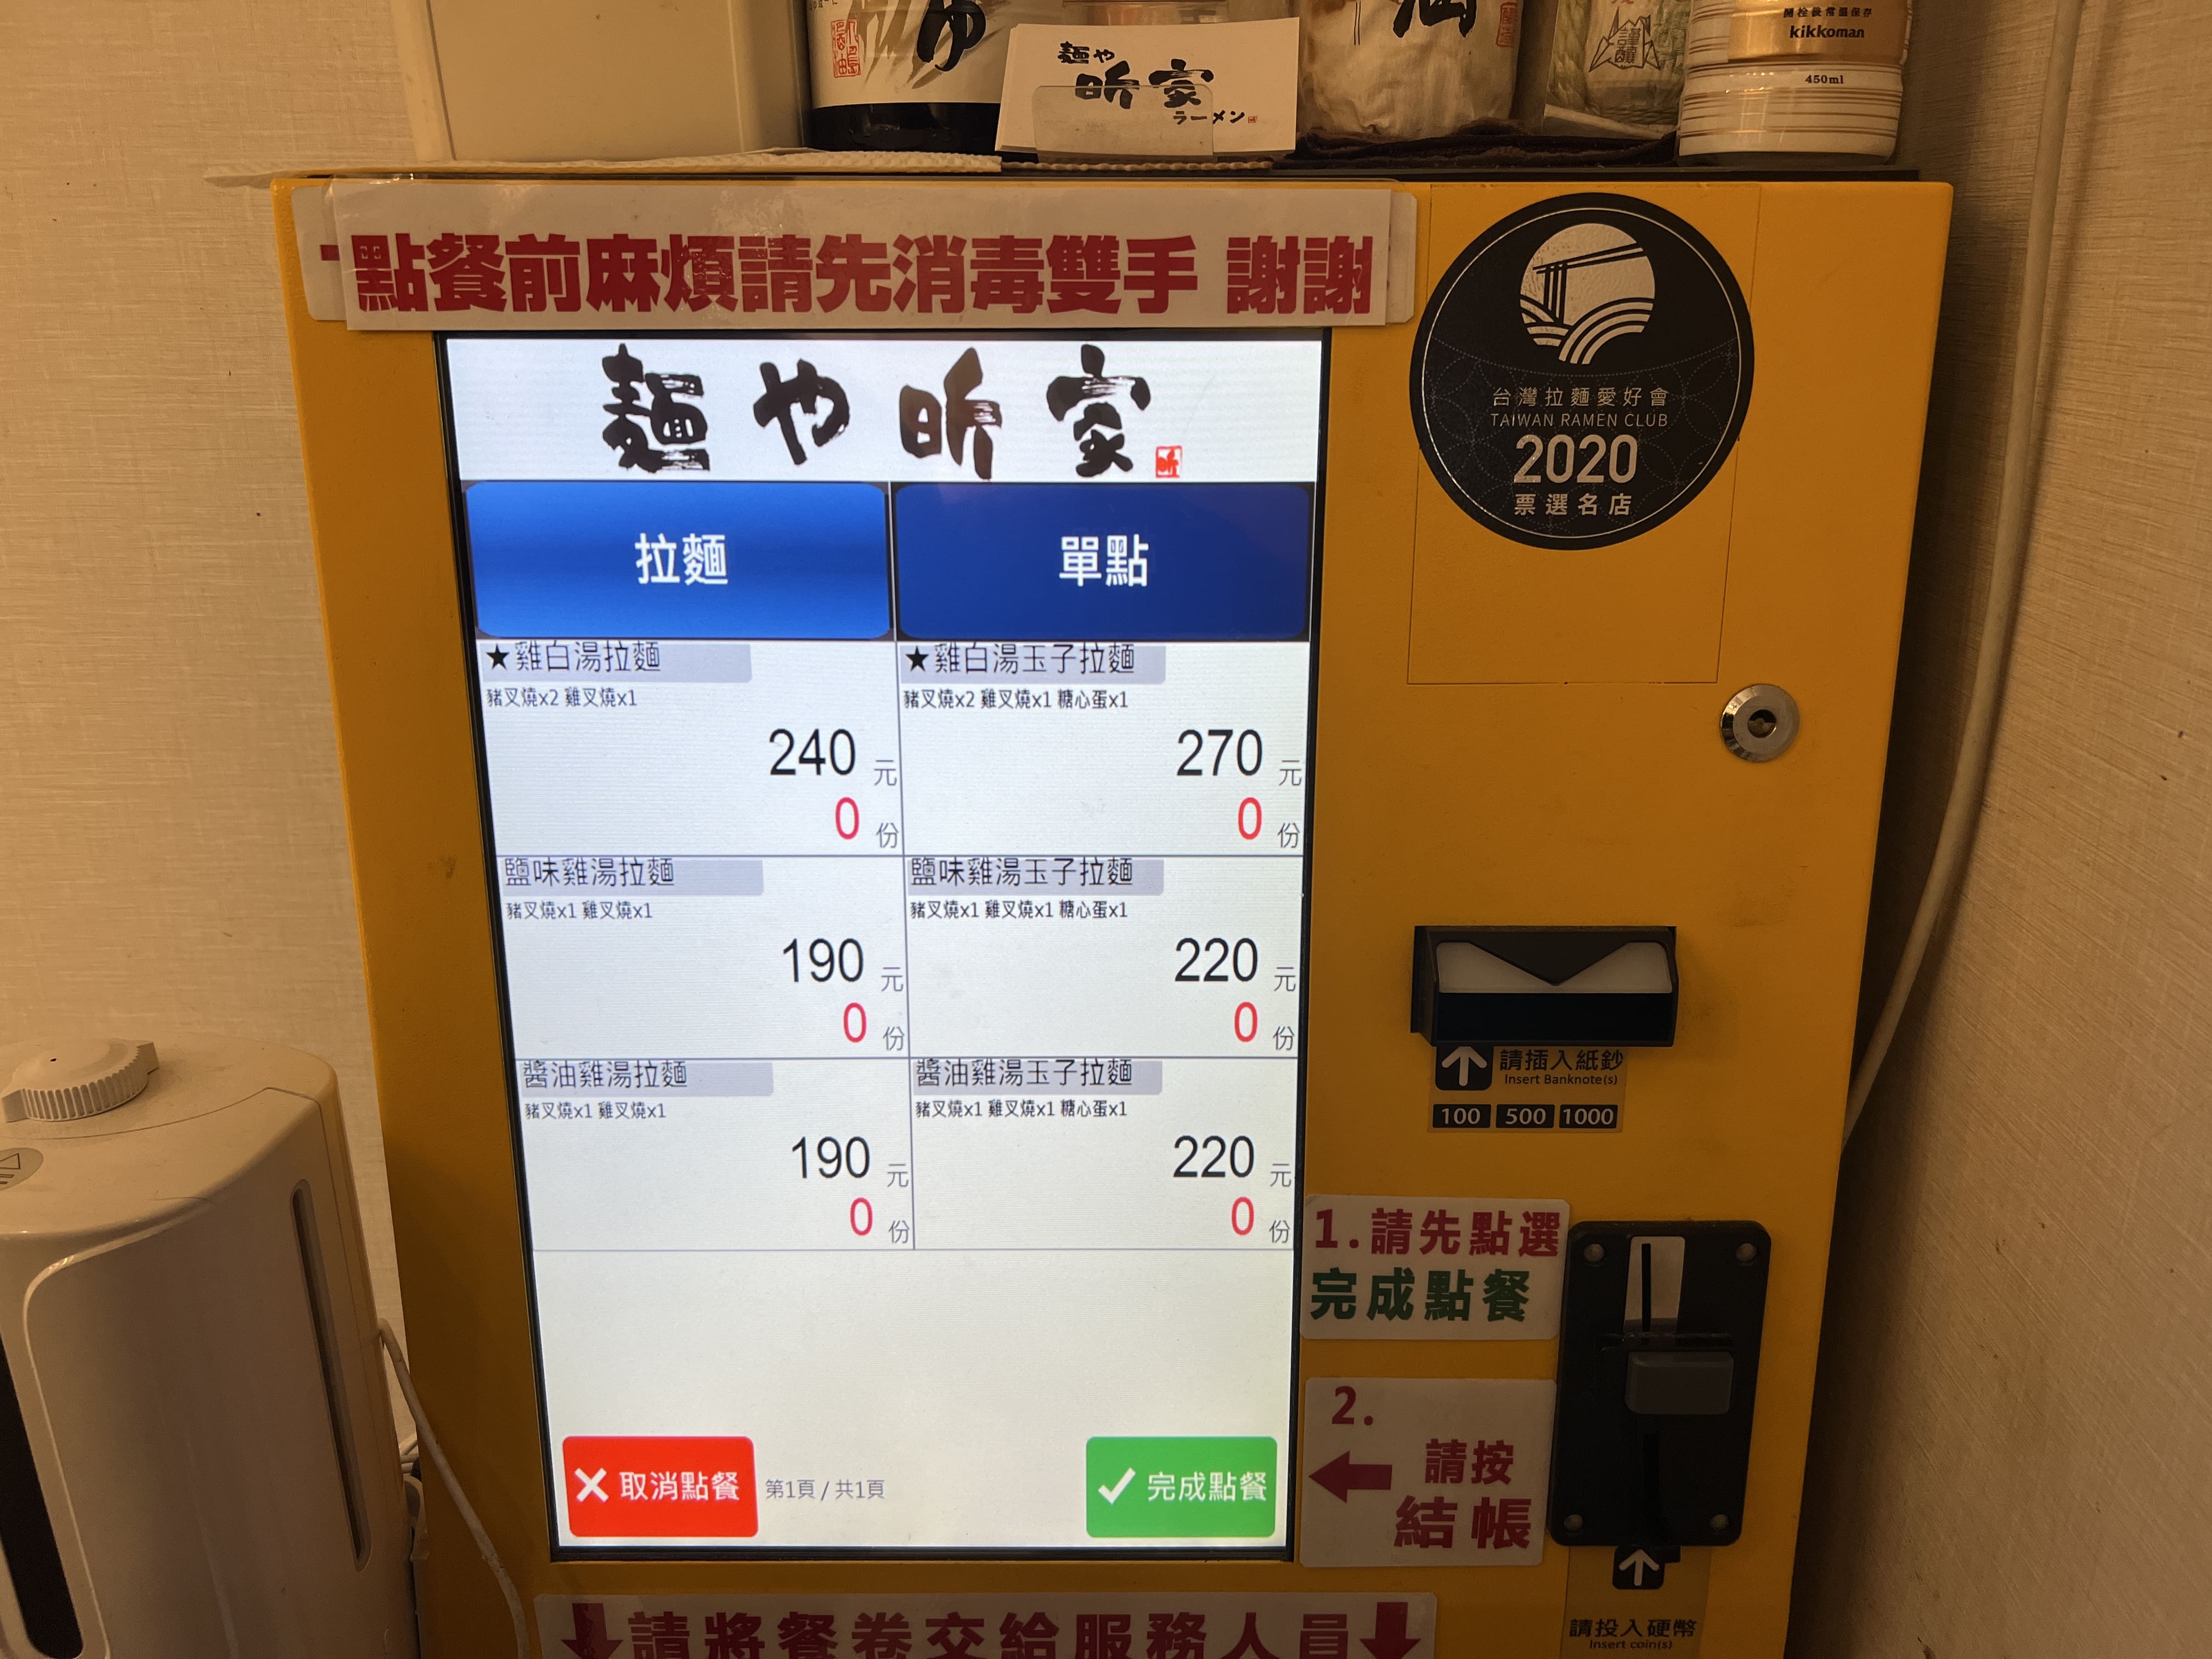 ゆ
麺や
昕家
ラーメン
開栓後常温保存
kikkoman
450ml
點餐前麻煩請先消毒雙手 謝謝
麺や昕家
昕
台灣拉麵愛好會
TAIWAN RAMEN CLUB
2020
票選名店
拉麵
單點
★雞白湯拉麵
豬叉燒x2 雞叉燒x1
240 元
0 份
★雞白湯玉子拉麵
豬叉燒x2 雞叉燒x1 糖心蛋x1
270 元
0 份
鹽味雞湯拉麵
豬叉燒x1 雞叉燒x1
190 元
0 份
鹽味雞湯玉子拉麵
豬叉燒x1 雞叉燒x1 糖心蛋x1
220 元
0 份
醬油雞湯拉麵
豬叉燒x1 雞叉燒x1
190 元
0 份
醬油雞湯玉子拉麵
豬叉燒x1 雞叉燒x1 糖心蛋x1
220 元
0 份
取消點餐
第1頁 / 共1頁
完成點餐
請插入紙鈔
Insert Banknote(s)
100 500 1000
1.請先點選
完成點餐
2.
請按
結帳
請投入硬幣
Insert coin(s)
請將餐卷交給服務人員